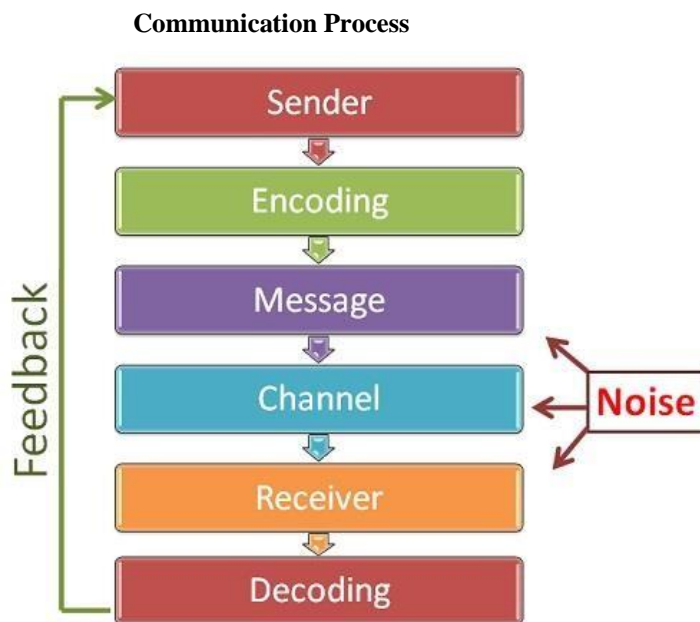 Communication Process
Sender
Encoding
Message
Channel
Noise
Receiver
Decoding
Feedback